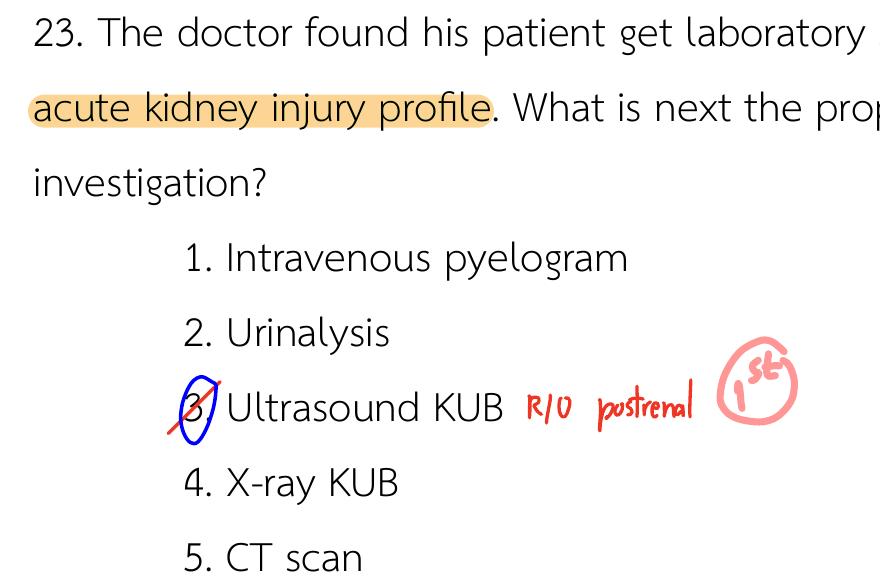 23. The doctor found his patient get laboratory
acute kidney injury profile. What is next the prop
investigation?
1. Intravenous pyelogram
2. Urinalysis
3. Ultrasound KUB R/O postrenal 1st
4. X-ray KUB
5. CT scan